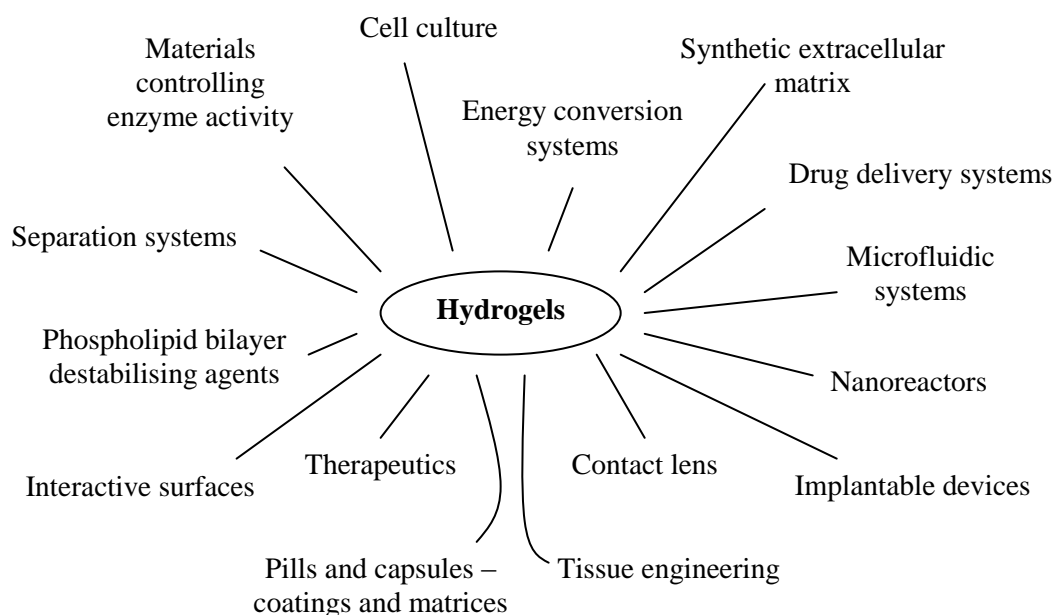 Cell culture
Materials
controlling
enzyme activity
Synthetic extracellular
matrix
Energy conversion
systems
Drug delivery systems
Separation systems
Microfluidic
systems
Hydrogels
Phospholipid bilayer
destabilising agents
Nanoreactors
Therapeutics
Contact lens
Interactive surfaces
Implantable devices
Pills and capsules –
coatings and matrices
Tissue engineering